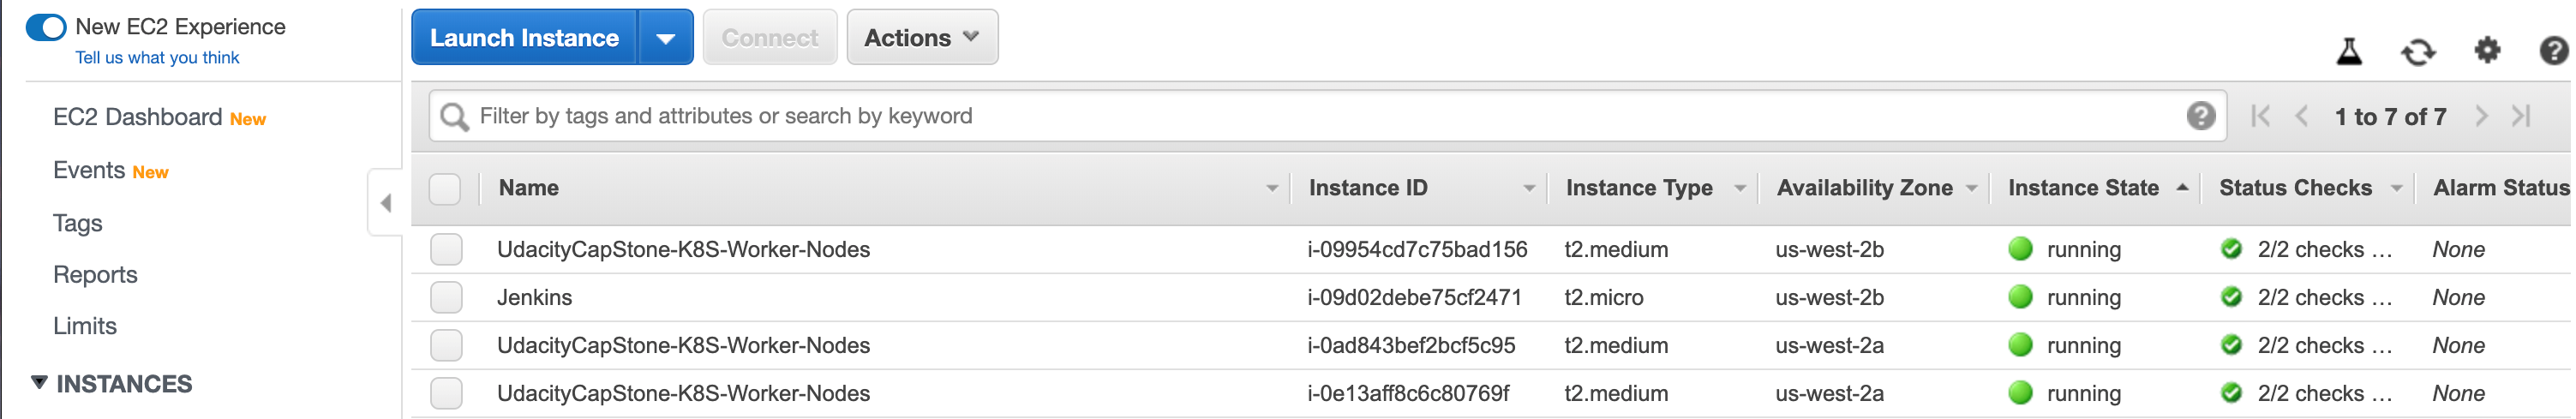 New EC2 Experience
Tell us what you think
EC2 Dashboard New
Events New
Tags
Reports
Limits
INSTANCES
Launch Instance Connect Actions
Filter by tags and attributes or search by keyword
1 to 7 of 7
Name Instance ID Instance Type Availability Zone Instance State Status Checks Alarm Status
UdacityCapStone-K8S-Worker-Nodes i-09954cd7c75bad156 t2.medium us-west-2b running 2/2 checks ... None
Jenkins i-09d02debe75cf2471 t2.micro us-west-2b running 2/2 checks ... None
UdacityCapStone-K8S-Worker-Nodes i-0ad843bef2bcf5c95 t2.medium us-west-2a running 2/2 checks ... None
UdacityCapStone-K8S-Worker-Nodes i-0e13aff8c6c80769f t2.medium us-west-2a running 2/2 checks ... None